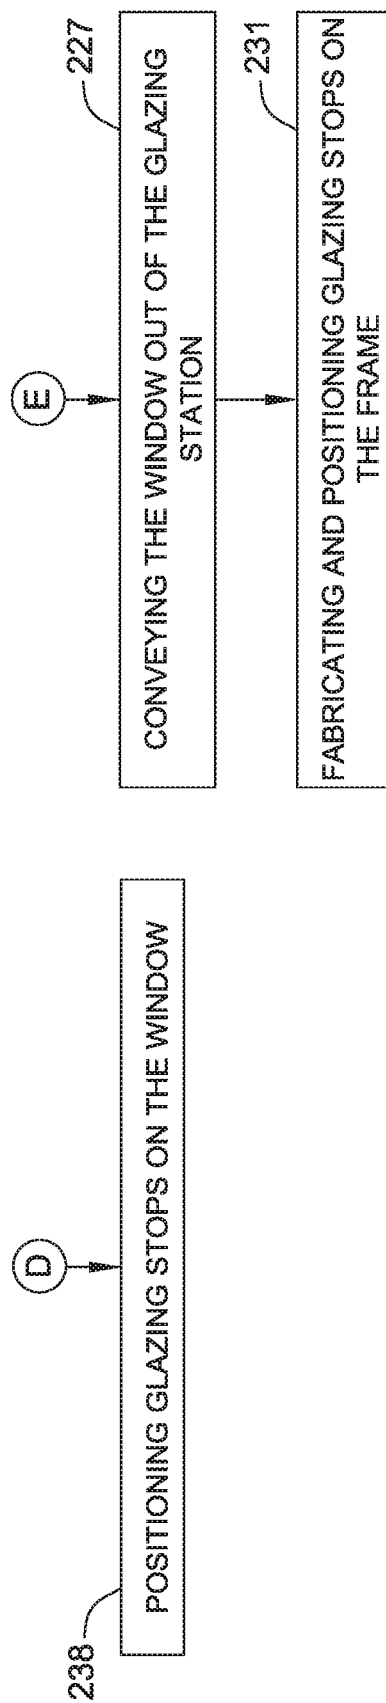 D
238
POSITIONING GLAZING STOPS ON THE WINDOW
E
227
CONVEYING THE WINDOW OUT OF THE GLAZING
STATION
231
FABRICATING AND POSITIONING GLAZING STOPS ON
THE FRAME